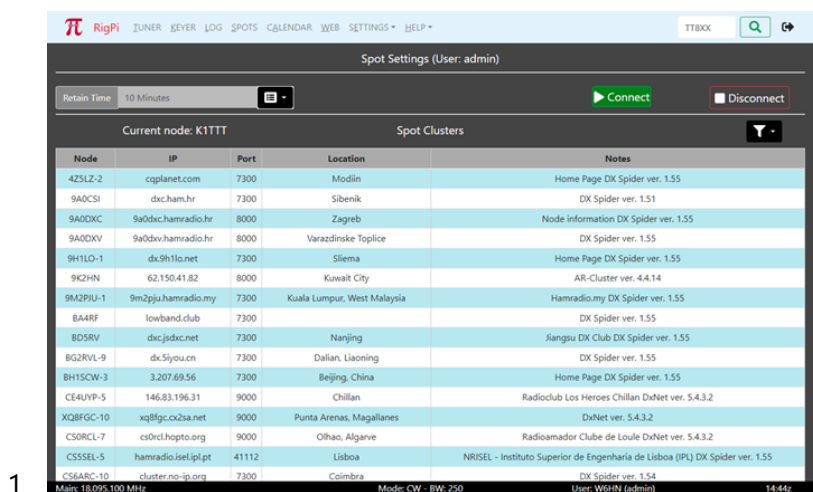 π RigPi TUNER KEYER LOG SPOTS CALENDAR WEB SETTINGS HELP TT8XX
Spot Settings (User: admin)
Retain Time 10 Minutes Connect Disconnect
Current node: K1TTT Spot Clusters
Node IP Port Location Notes
4Z5LZ-2 cqplanet.com 7300 Modiin Home Page DX Spider ver. 1.55
9A0CSI dxc.ham.hr 7300 Sibenik DX Spider ver. 1.51
9A0DXC 9a0dxc.hamradio.hr 8000 Zagreb Node information DX Spider ver. 1.55
9A0DXV 9a0dxv.hamradio.hr 8000 Varazdinske Toplice DX Spider ver. 1.55
9H1LO-1 dx.9h1lo.net 7300 Sliema Home Page DX Spider ver. 1.55
9K2HN 62.150.41.82 8000 Kuwait City AR-Cluster ver. 4.4.14
9M2PJU-1 9m2pju.hamradio.my 7300 Kuala Lumpur, West Malaysia Hamradio.my DX Spider ver. 1.55
BA4RF lowband.club 7300 DX Spider ver. 1.55
BD5RV dxc.jsdxc.net 7300 Nanjing Jiangsu DX Club DX Spider ver. 1.55
BG2RVL-9 dx.5iyou.cn 7300 Dalian, Liaoning DX Spider ver. 1.55
BH1SCW-3 3.207.69.56 7300 Beijing, China Home Page DX Spider ver. 1.55
CE4UYP-5 146.83.196.31 9000 Chillan Radioclub Los Heroes Chillan DxNet ver. 5.4.3.2
XQ8FGC-10 xq8fgc.cx2sa.net 9000 Punta Arenas, Magallanes DxNet ver. 5.4.3.2
CS0RCL-7 cs0rcl.hopto.org 9000 Olhao, Algarve Radioamador Clube de Loule DxNet ver. 5.4.3.2
CS5SEL-5 hamradio.isel.ipl.pt 41112 Lisboa NRISEL - Instituto Superior de Engenharia de Lisboa (IPL) DX Spider ver. 1.55
CS6ARC-10 cluster.no-ip.org 7300 Coimbra DX Spider ver. 1.54
Main: 18.095.100 MHz Mode: CW - BW: 250 User: W6HN (admin) 14:44z
1